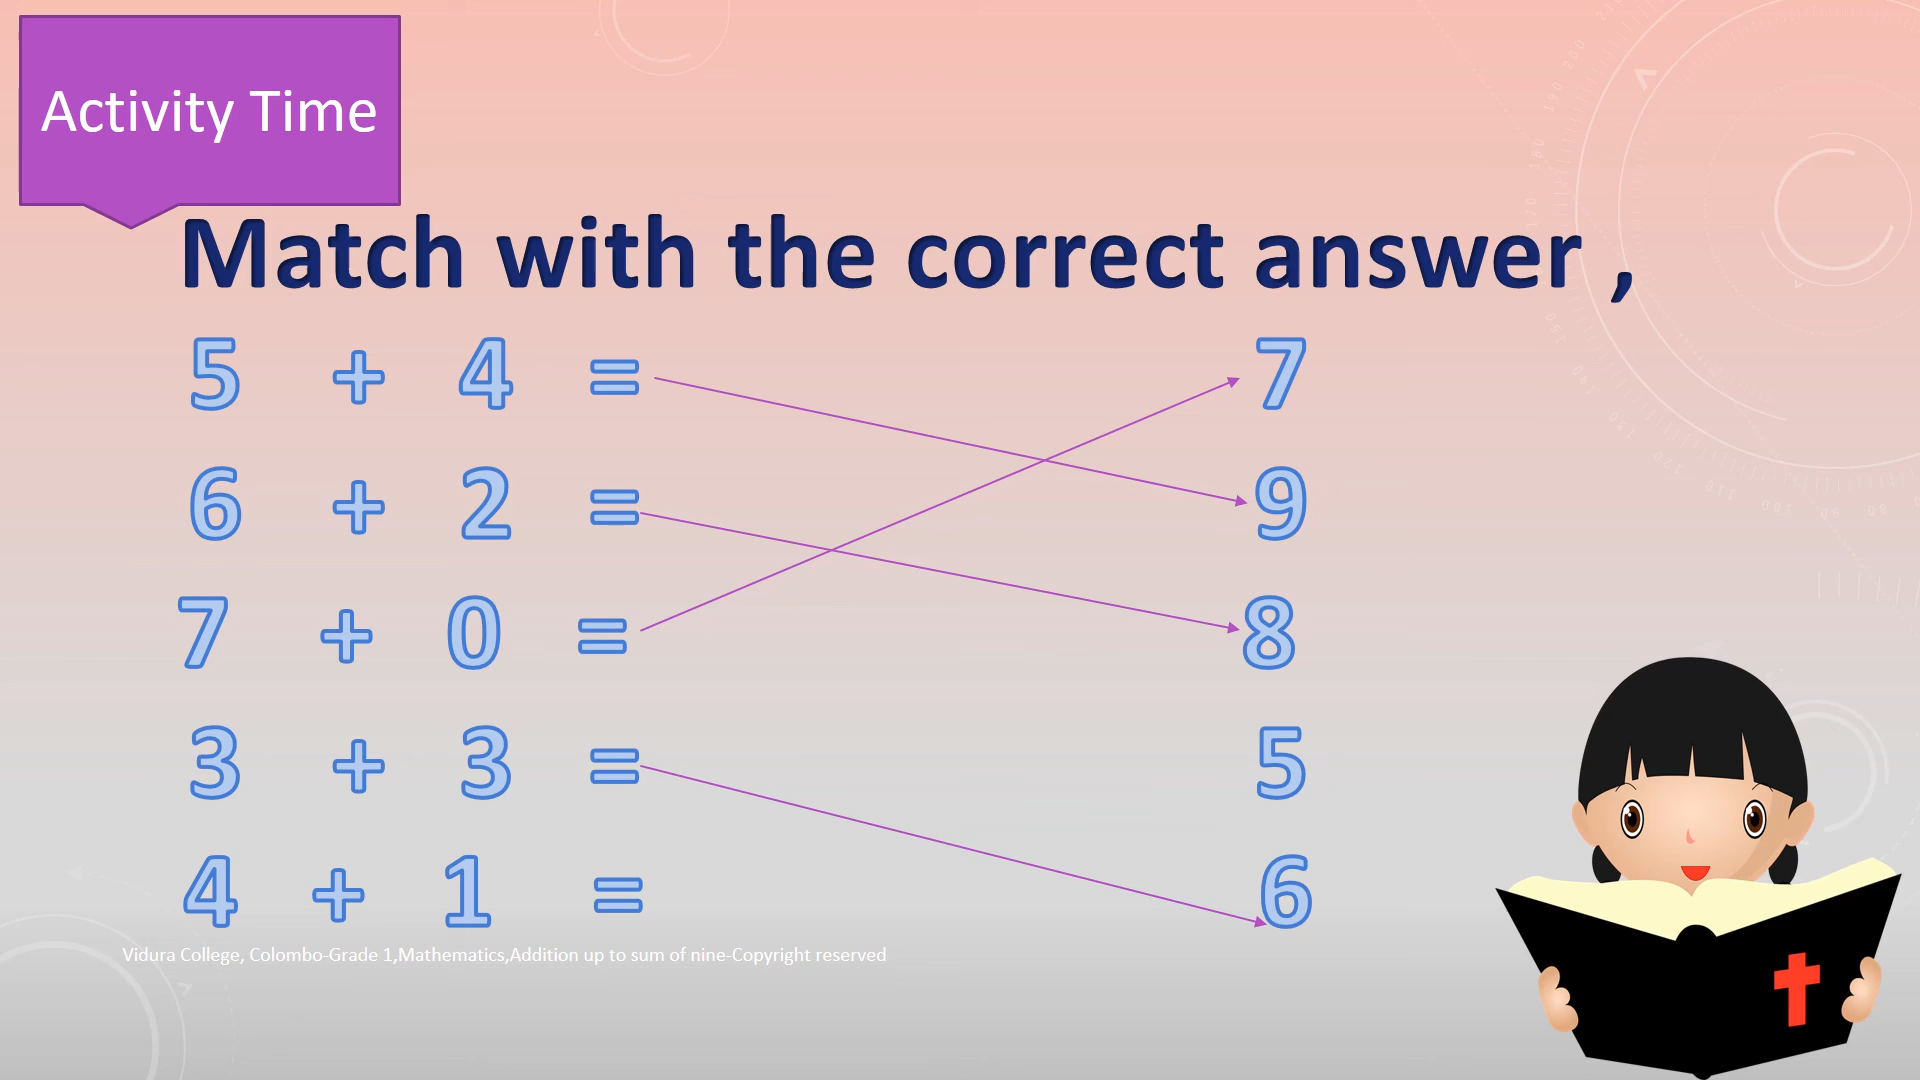 Activity Time
Match with the correct answer ,
5 + 4 = 7
6 + 2 = 9
7 + 0 = 8
3 + 3 = 5
4 + 1 = 6
Vidura College, Colombo-Grade 1,Mathematics,Addition up to sum of nine-Copyright reserved